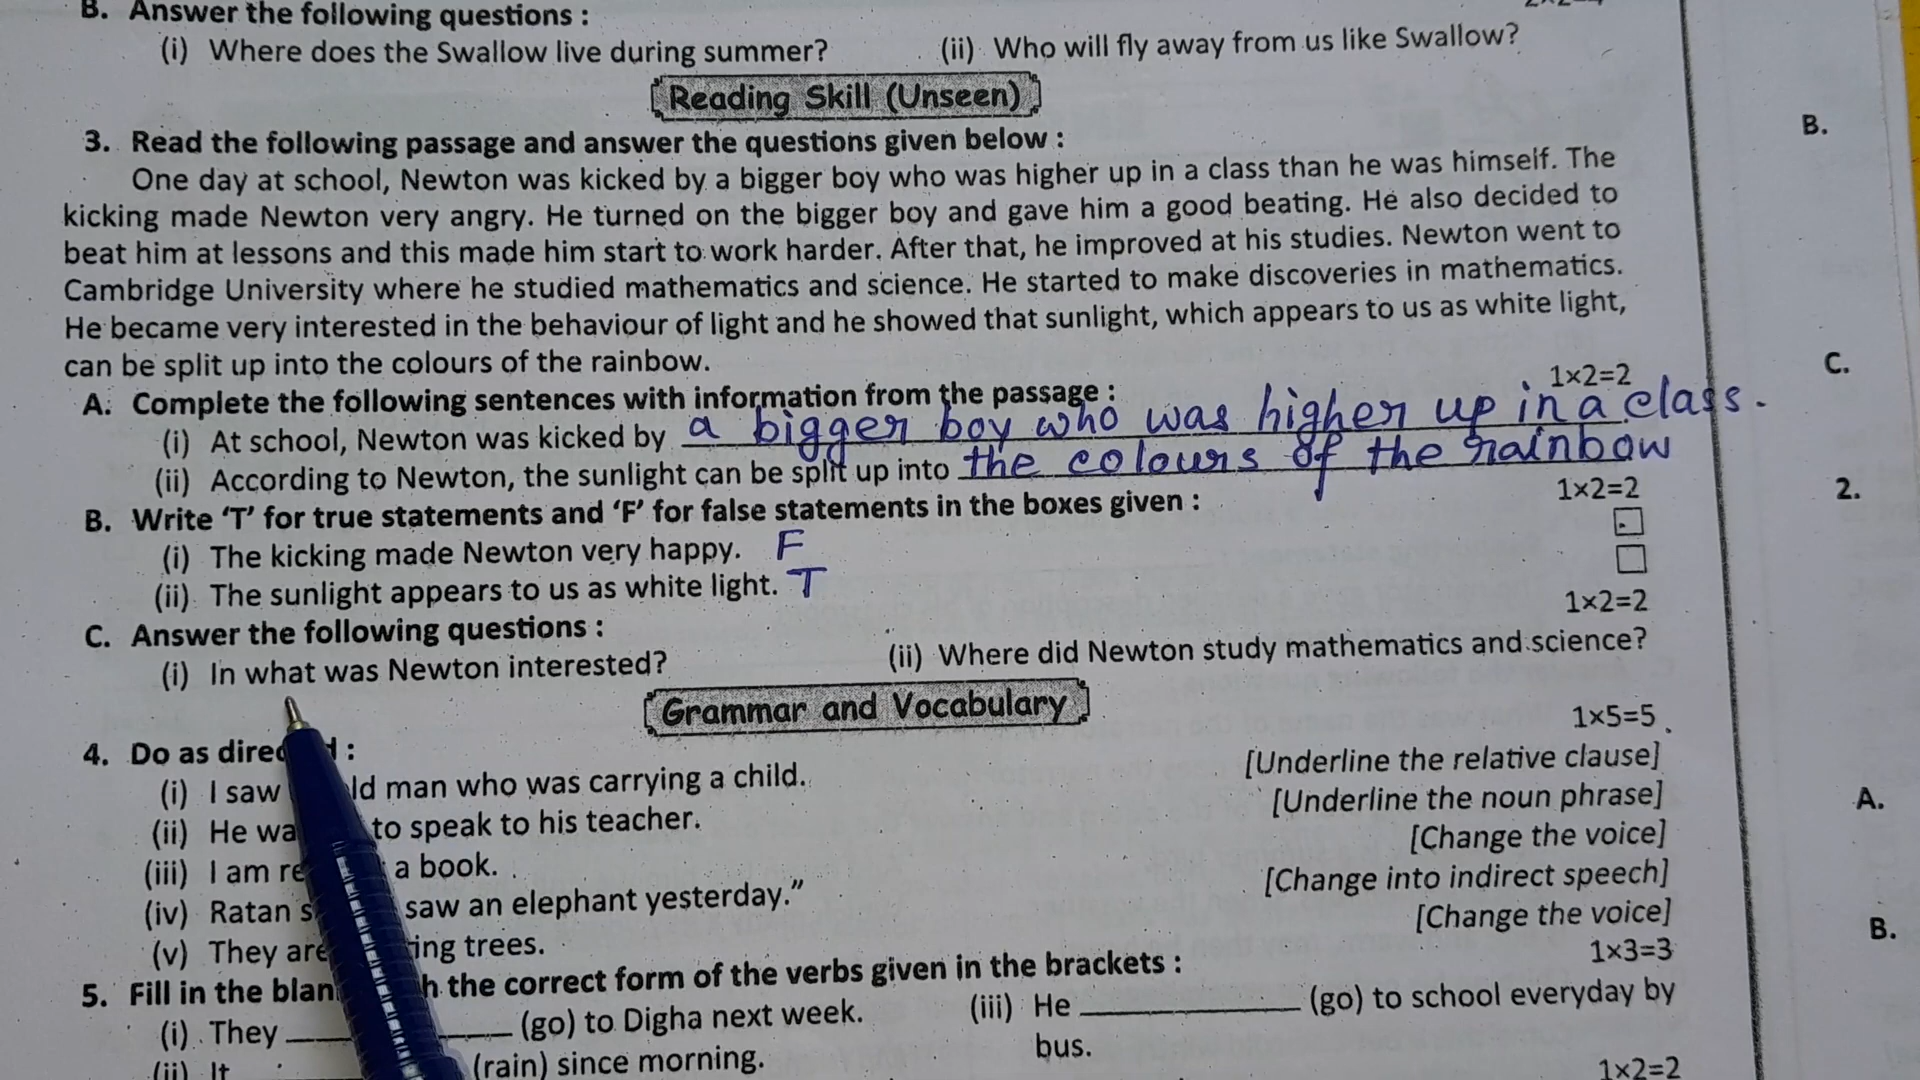 B. Answer the following questions :
(i) Where does the Swallow live during summer? (ii) Who will fly away from us like Swallow?
Reading Skill (Unseen)
3. Read the following passage and answer the questions given below :
One day at school, Newton was kicked by a bigger boy who was higher up in a class than he was himself. The
kicking made Newton very angry. He turned on the bigger boy and gave him a good beating. He also decided to
beat him at lessons and this made him start to work harder. After that, he improved at his studies. Newton went to
Cambridge University where he studied mathematics and science. He started to make discoveries in mathematics.
He became very interested in the behaviour of light and he showed that sunlight, which appears to us as white light,
can be split up into the colours of the rainbow.
A. Complete the following sentences with information from the passage : 1×2=2
(i) At school, Newton was kicked by a bigger boy who was higher up in a class.
(ii) According to Newton, the sunlight can be split up into the colours of the rainbow
B. Write ‘T’ for true statements and ‘F’ for false statements in the boxes given : 1×2=2
(i) The kicking made Newton very happy. F
(ii) The sunlight appears to us as white light. T
C. Answer the following questions : 1×2=2
(i) In what was Newton interested? (ii) Where did Newton study mathematics and science?
Grammar and Vocabulary
4. Do as : 1×5=5
(i) I saw man who was carrying a child. [Underline the relative clause]
(ii) He to speak to his teacher. [Underline the noun phrase]
(iii) I am a book. [Change the voice]
(iv) Ratan saw an elephant yesterday.” [Change into indirect speech]
(v) They trees. [Change the voice]
5. Fill in the the correct form of the verbs given in the brackets : 1×3=3
(i) They (go) to Digha next week. (iii) He (go) to school everyday by
bus.
(ii) It (rain) since morning.
1×2=2
B.
C.
2.
A.
B.